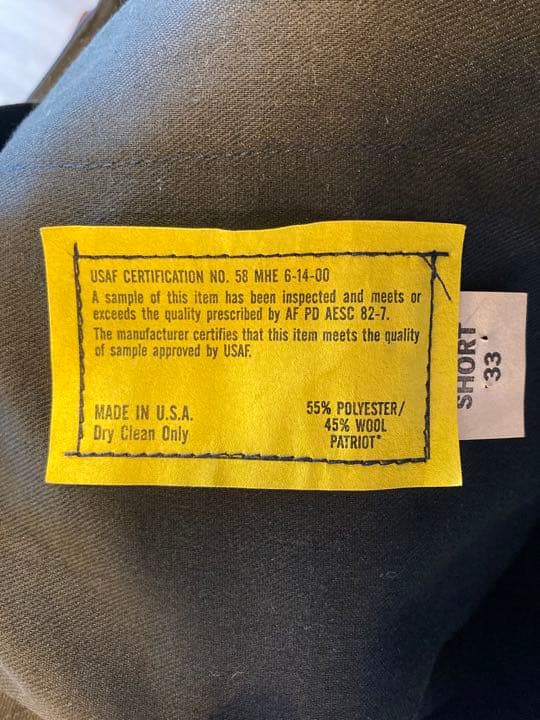 USAF CERTIFICATION NO. 58 MHE 6-14-00
A sample of this item has been inspected and meets or
exceeds the quality prescribed by AF PD AESC 82-7.
The manufacturer certifies that this item meets the quality
of sample approved by USAF.
MADE IN U.S.A.
Dry Clean Only
55% POLYESTER/
45% WOOL
PATRIOT*
SHORT
33